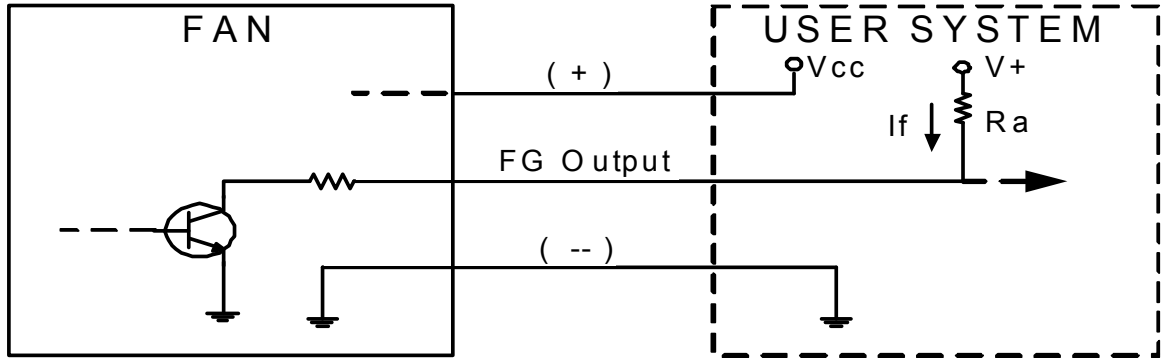 FAN
USER SYSTEM
( + )
Vcc
V+
If
Ra
FG Output
( -- )